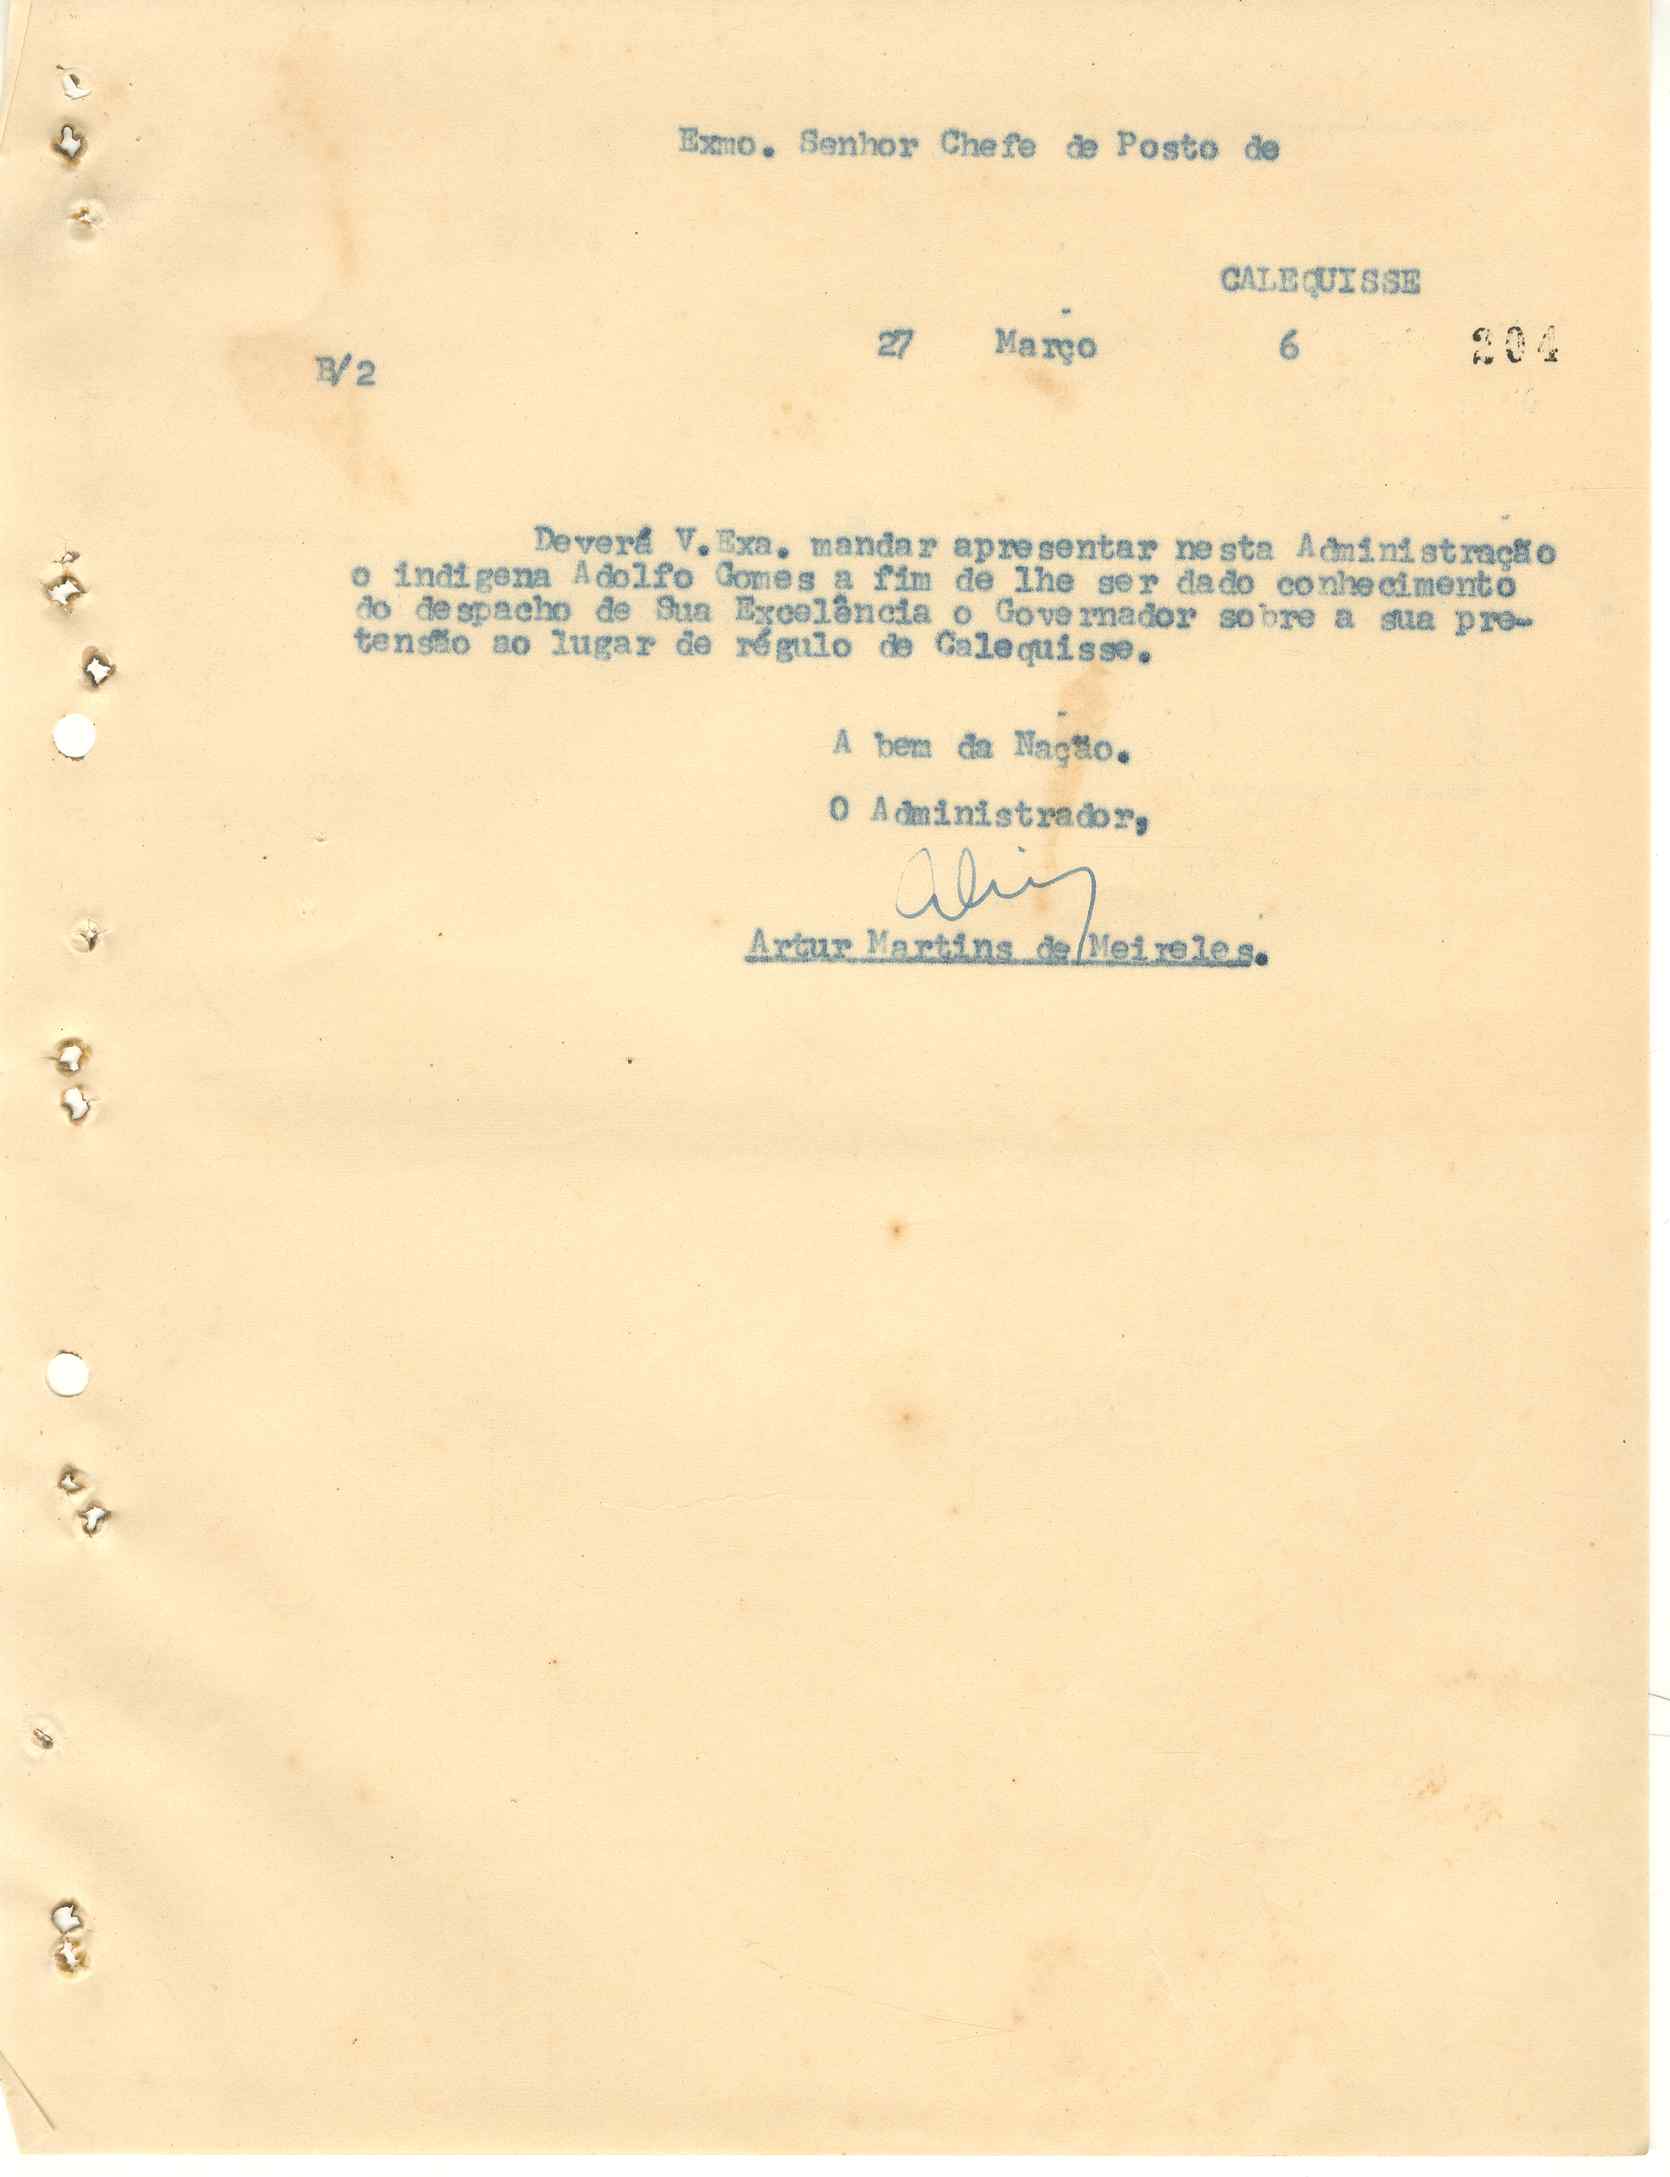 Exmo. Senhor Chefe de Posto de
CALEQUISSE
27 Março 6 204
B/2
Deverá V.Exa. mandar apresentar nesta Administração
o indigena Adolfo Gomes a fim de lhe ser dado conhecimento
do despacho de Sua Excelência o Governador sobre a sua pre-
tensão ao lugar de régulo de Calequisse.
A bem da Nação.
O Administrador,
Artur Martins de Meireles.